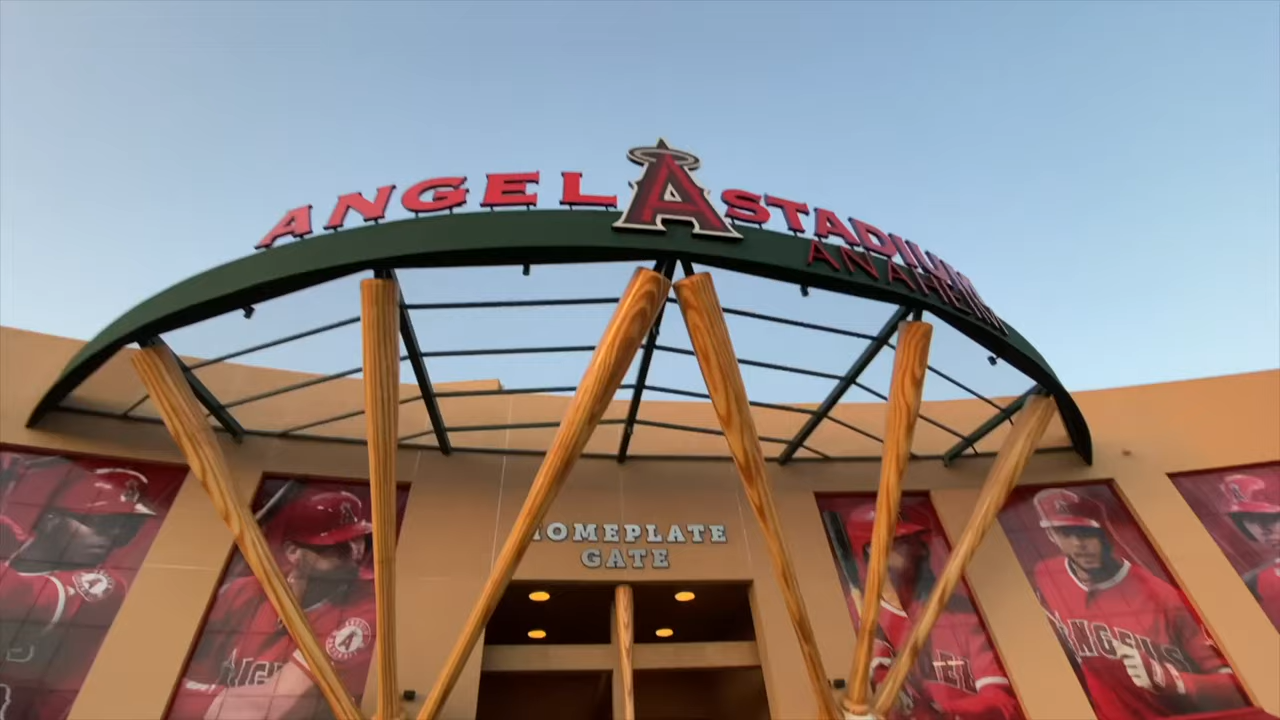 ANGEL A STADIUM
ANAHEIM
HOMEPLATE
GATE
ANGELS